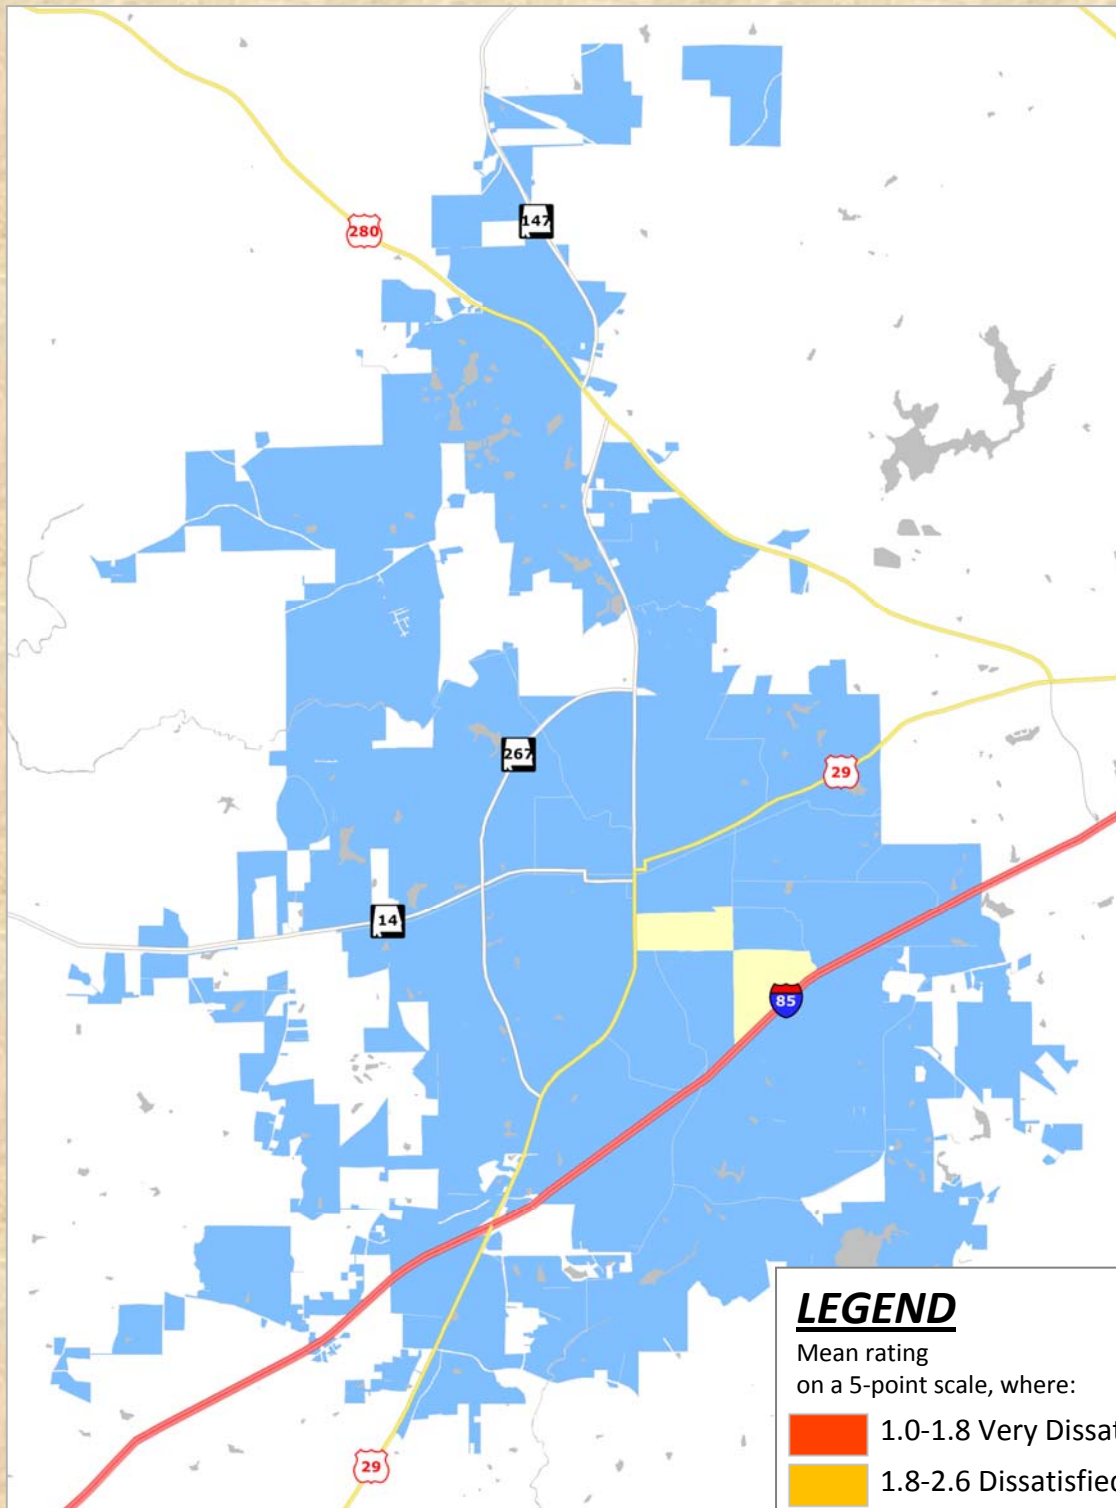 147
280
267
29
14
85
29
LEGEND
Mean rating
on a 5-point scale, where:
1.0-1.8 Very Dissat
1.8-2.6 Dissatisfied